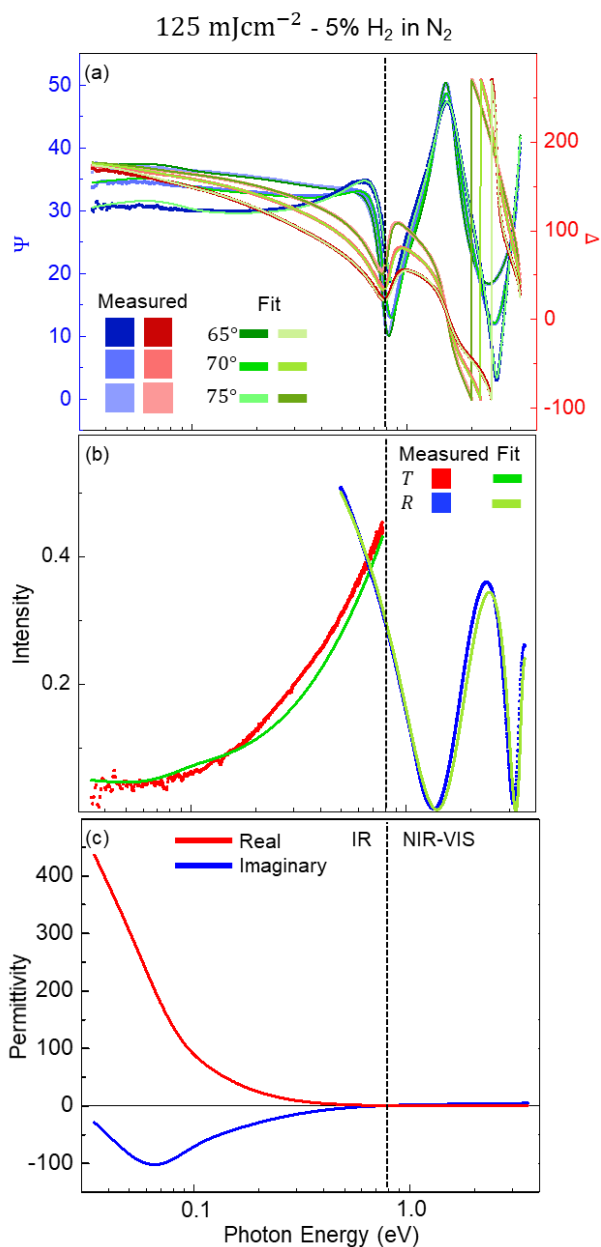 125 mJcm⁻² - 5% H₂ in N₂
(a)
50
40
30
20
10
0
Ψ
200
100
0
-100
Δ
Measured Fit
65°
70°
75°
(b)
Measured Fit
T
R
0.4
0.2
Intensity
(c)
Real
Imaginary
IR NIR-VIS
400
300
200
100
0
-100
Permittivity
0.1 1.0
Photon Energy (eV)